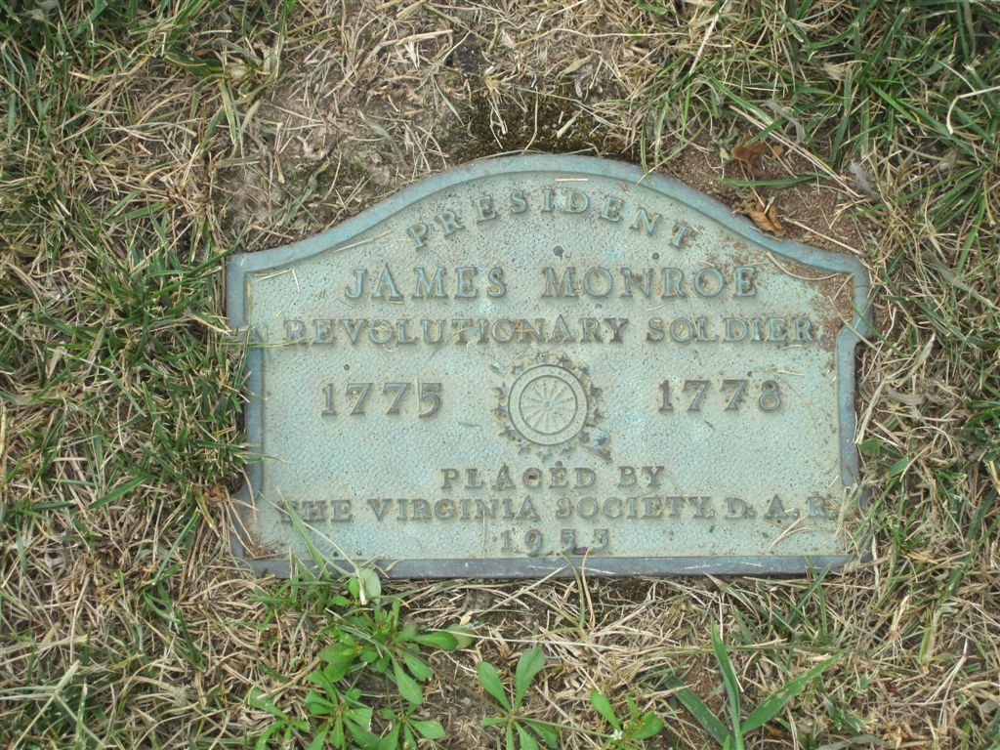 PRESIDENT
JAMES MONROE
A REVOLUTIONARY SOLDIER
1775 1778
PLACED BY
THE VIRGINIA SOCIETY, D.A.R.
1953